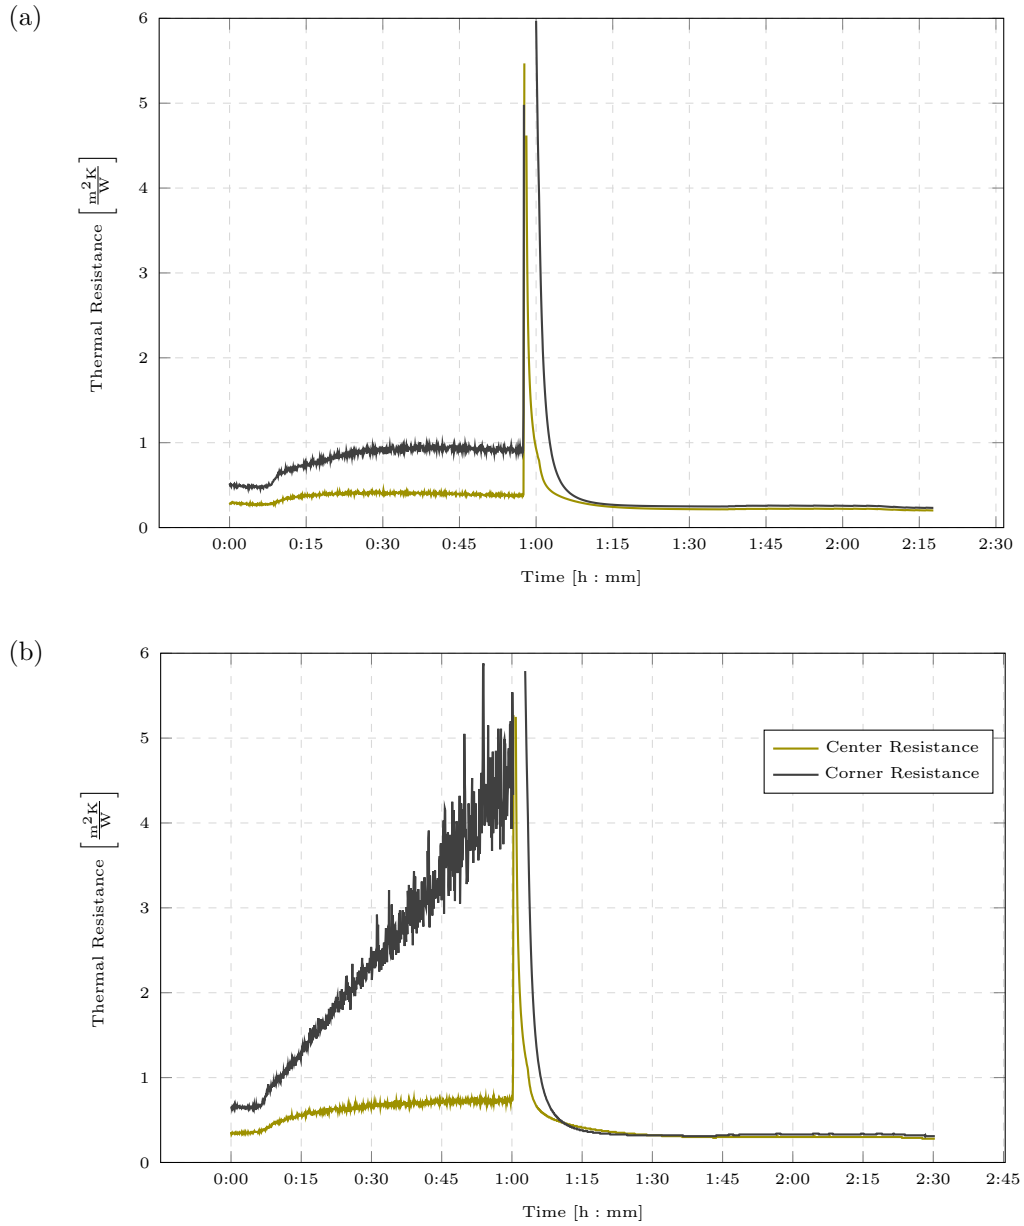 (a)
6
5
4
3
2
1
0
Thermal Resistance [m²K/W]
0:00 0:15 0:30 0:45 1:00 1:15 1:30 1:45 2:00 2:15 2:30
Time [h : mm]
(b)
6
5
4
3
2
1
0
Thermal Resistance [m²K/W]
Center Resistance
Corner Resistance
0:00 0:15 0:30 0:45 1:00 1:15 1:30 1:45 2:00 2:15 2:30 2:45
Time [h : mm]